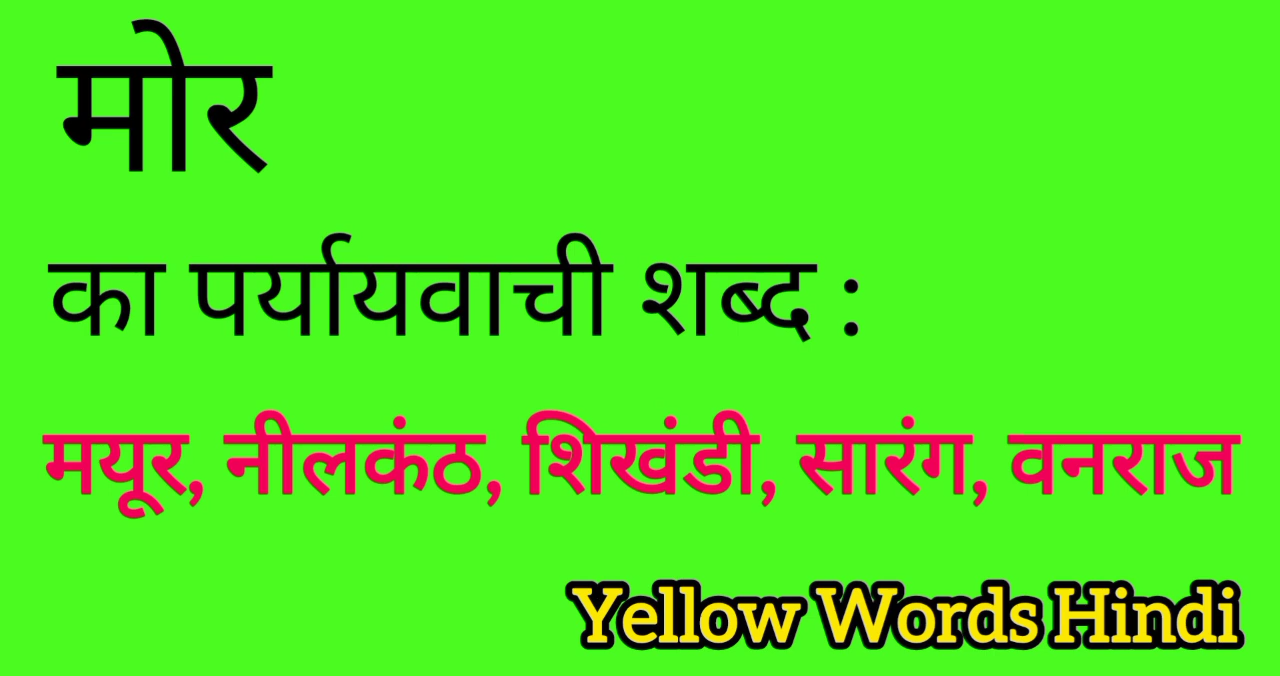 मोर
का पर्यायवाची शब्द :
मयूर, नीलकंठ, शिखंडी, सारंग, वनराज
Yellow Words Hindi